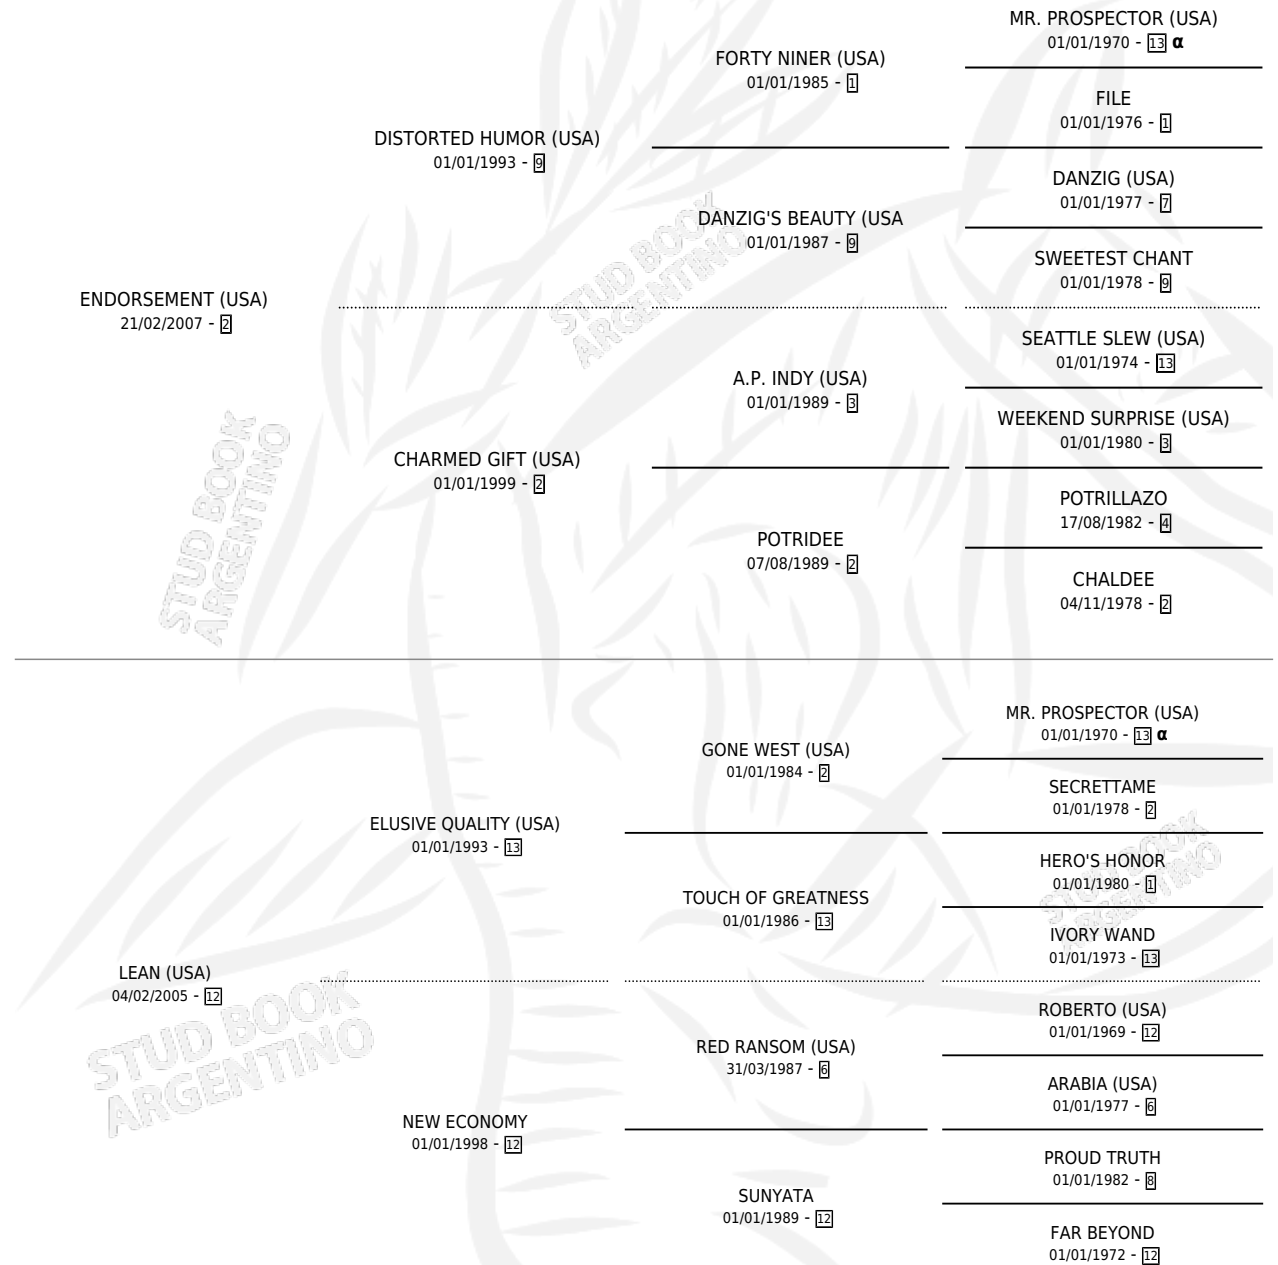 MR. PROSPECTOR (USA)
01/01/1970 - 13 α
FORTY NINER (USA)
01/01/1985 - 1
FILE
01/01/1976 - 1
DISTORTED HUMOR (USA)
01/01/1993 - 9
DANZIG (USA)
01/01/1977 - 7
DANZIG'S BEAUTY (USA
01/01/1987 - 9
SWEETEST CHANT
01/01/1978 - 9
ENDORSEMENT (USA)
21/02/2007 - 2
SEATTLE SLEW (USA)
01/01/1974 - 13
A.P. INDY (USA)
01/01/1989 - 3
WEEKEND SURPRISE (USA)
01/01/1980 - 3
CHARMED GIFT (USA)
01/01/1999 - 2
POTRILLAZO
17/08/1982 - 4
POTRIDEE
07/08/1989 - 2
CHALDEE
04/11/1978 - 2
STUD BOOK
ARGENTINO
STUD BOOK
ARGENTINO
MR. PROSPECTOR (USA)
01/01/1970 - 13 α
GONE WEST (USA)
01/01/1984 - 2
SECRETTAME
01/01/1978 - 2
ELUSIVE QUALITY (USA)
01/01/1993 - 13
HERO'S HONOR
01/01/1980 - 1
TOUCH OF GREATNESS
01/01/1986 - 13
IVORY WAND
01/01/1973 - 13
LEAN (USA)
04/02/2005 - 12
ROBERTO (USA)
01/01/1969 - 12
RED RANSOM (USA)
31/03/1987 - 6
ARABIA (USA)
01/01/1977 - 6
NEW ECONOMY
01/01/1998 - 12
PROUD TRUTH
01/01/1982 - 8
SUNYATA
01/01/1989 - 12
FAR BEYOND
01/01/1972 - 12
STUD BOOK
ARGENTINO
STUD BOOK
ARGENTINO